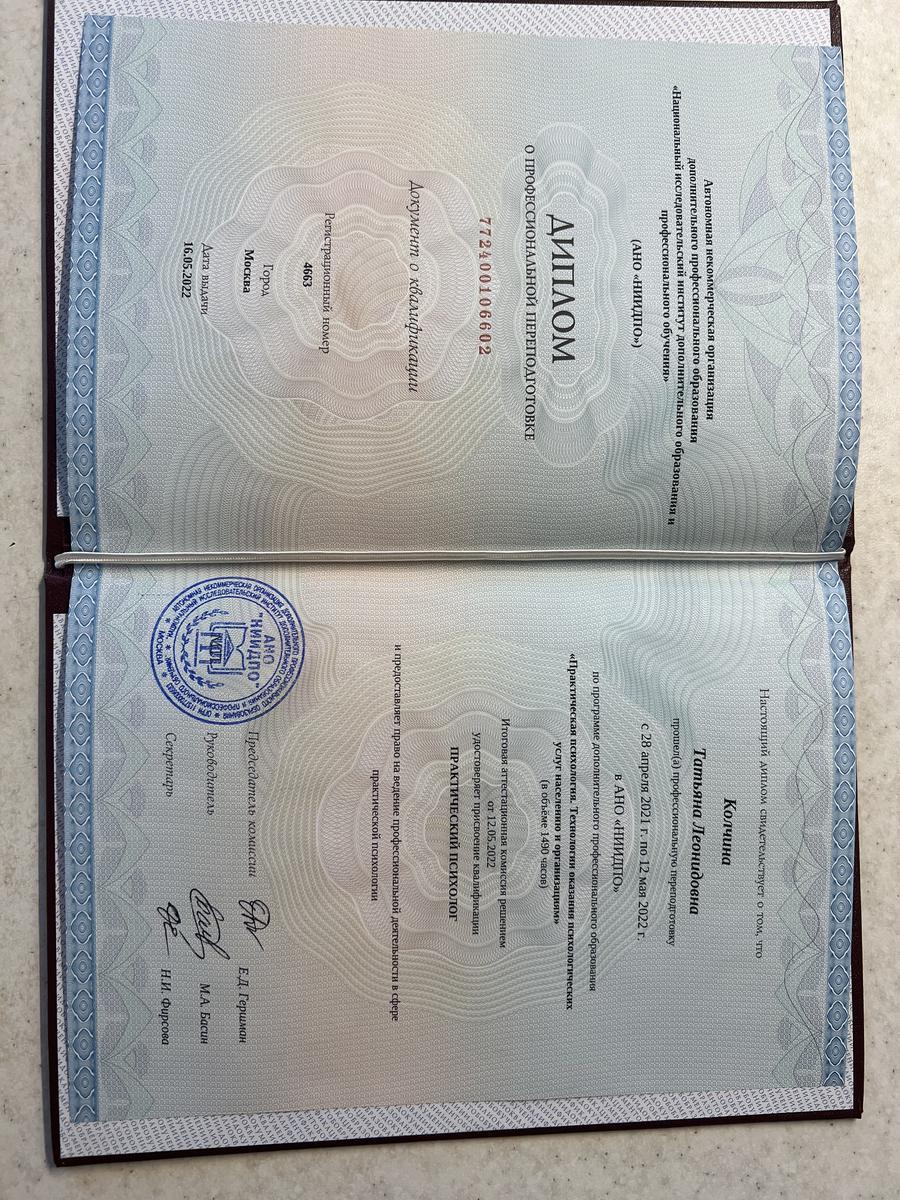 Автономная некоммерческая организация
дополнительного профессионального образования
«Национальный исследовательский институт дополнительного образования и
профессионального обучения»
(АНО «НИИДПО»)
ДИПЛОМ
О ПРОФЕССИОНАЛЬНОЙ ПЕРЕПОДГОТОВКЕ
772400106602
Документ о квалификации
Регистрационный номер
4663
Город
Москва
Дата выдачи
16.05.2022
Настоящий диплом свидетельствует о том, что
Колчина
Татьяна Леонидовна
прошел(а) профессиональную переподготовку
с 28 апреля 2021 г. по 12 мая 2022 г.
в АНО «НИИДПО»
по программе дополнительного профессионального образования
«Практическая психология. Технологии оказания психологических
услуг населению и организациям»
(в объёме 1490 часов)
Итоговая аттестационная комиссия решением
от 12.05.2022
удостоверяет присвоение квалификации
ПРАКТИЧЕСКИЙ ПСИХОЛОГ
и предоставляет право на ведение профессиональной деятельности в сфере
практической психологии
Председатель комиссии Е.Д. Гершман
Руководитель М.А. Басин
Секретарь Н.И. Фирсова
АНО
"НИИДПО"
МОСКВА